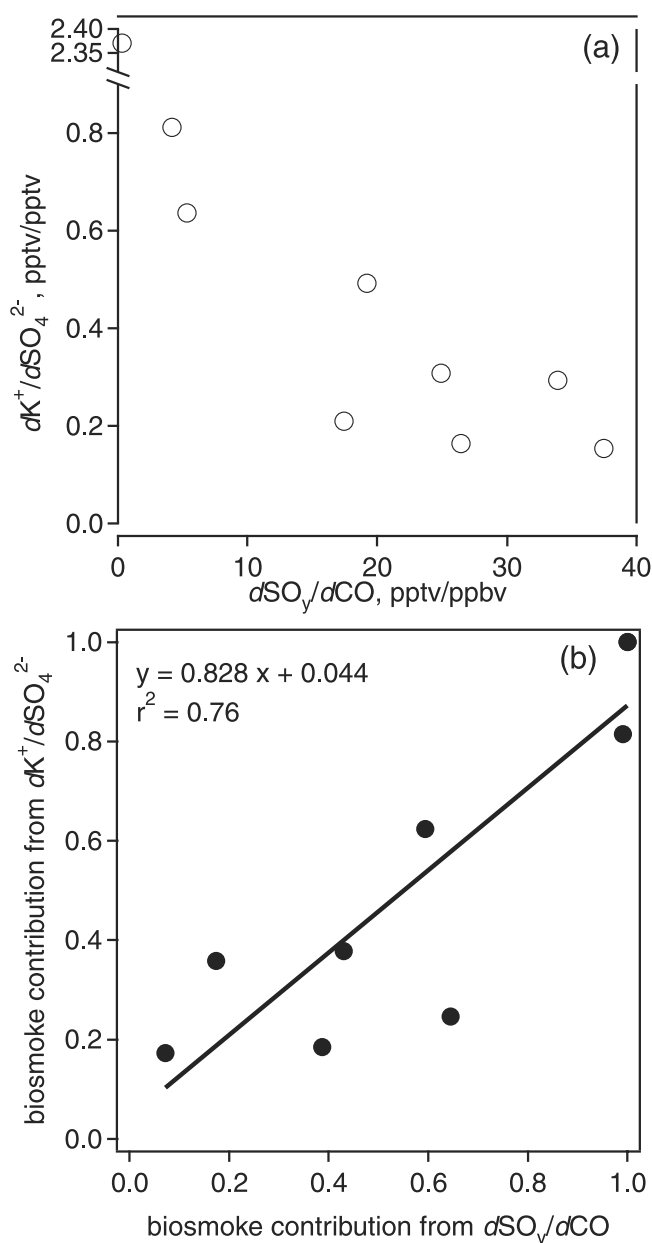 2.40
2.35
(a)
0.8
0.6
0.4
0.2
0.0
dK⁺/dSO₄²⁻, pptv/pptv
0 10 20 30 40
dSOᵧ/dCO, pptv/ppbv
1.0
0.8
0.6
0.4
0.2
0.0
biosmoke contribution from dK⁺/dSO₄²⁻
y = 0.828 x + 0.044
r² = 0.76
(b)
0.0 0.2 0.4 0.6 0.8 1.0
biosmoke contribution from dSOᵧ/dCO